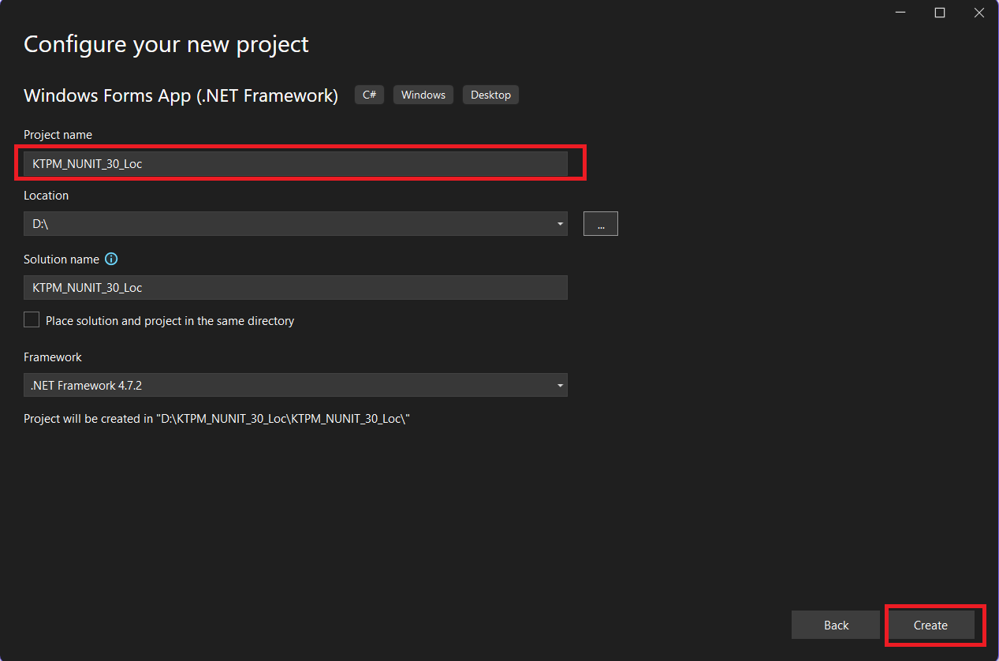 Configure your new project
Windows Forms App (.NET Framework) C# Windows Desktop
Project name
KTPM_NUNIT_30_Loc
Location
D:\
...
Solution name
KTPM_NUNIT_30_Loc
Place solution and project in the same directory
Framework
.NET Framework 4.7.2
Project will be created in "D:\KTPM_NUNIT_30_Loc\KTPM_NUNIT_30_Loc\"
Back Create